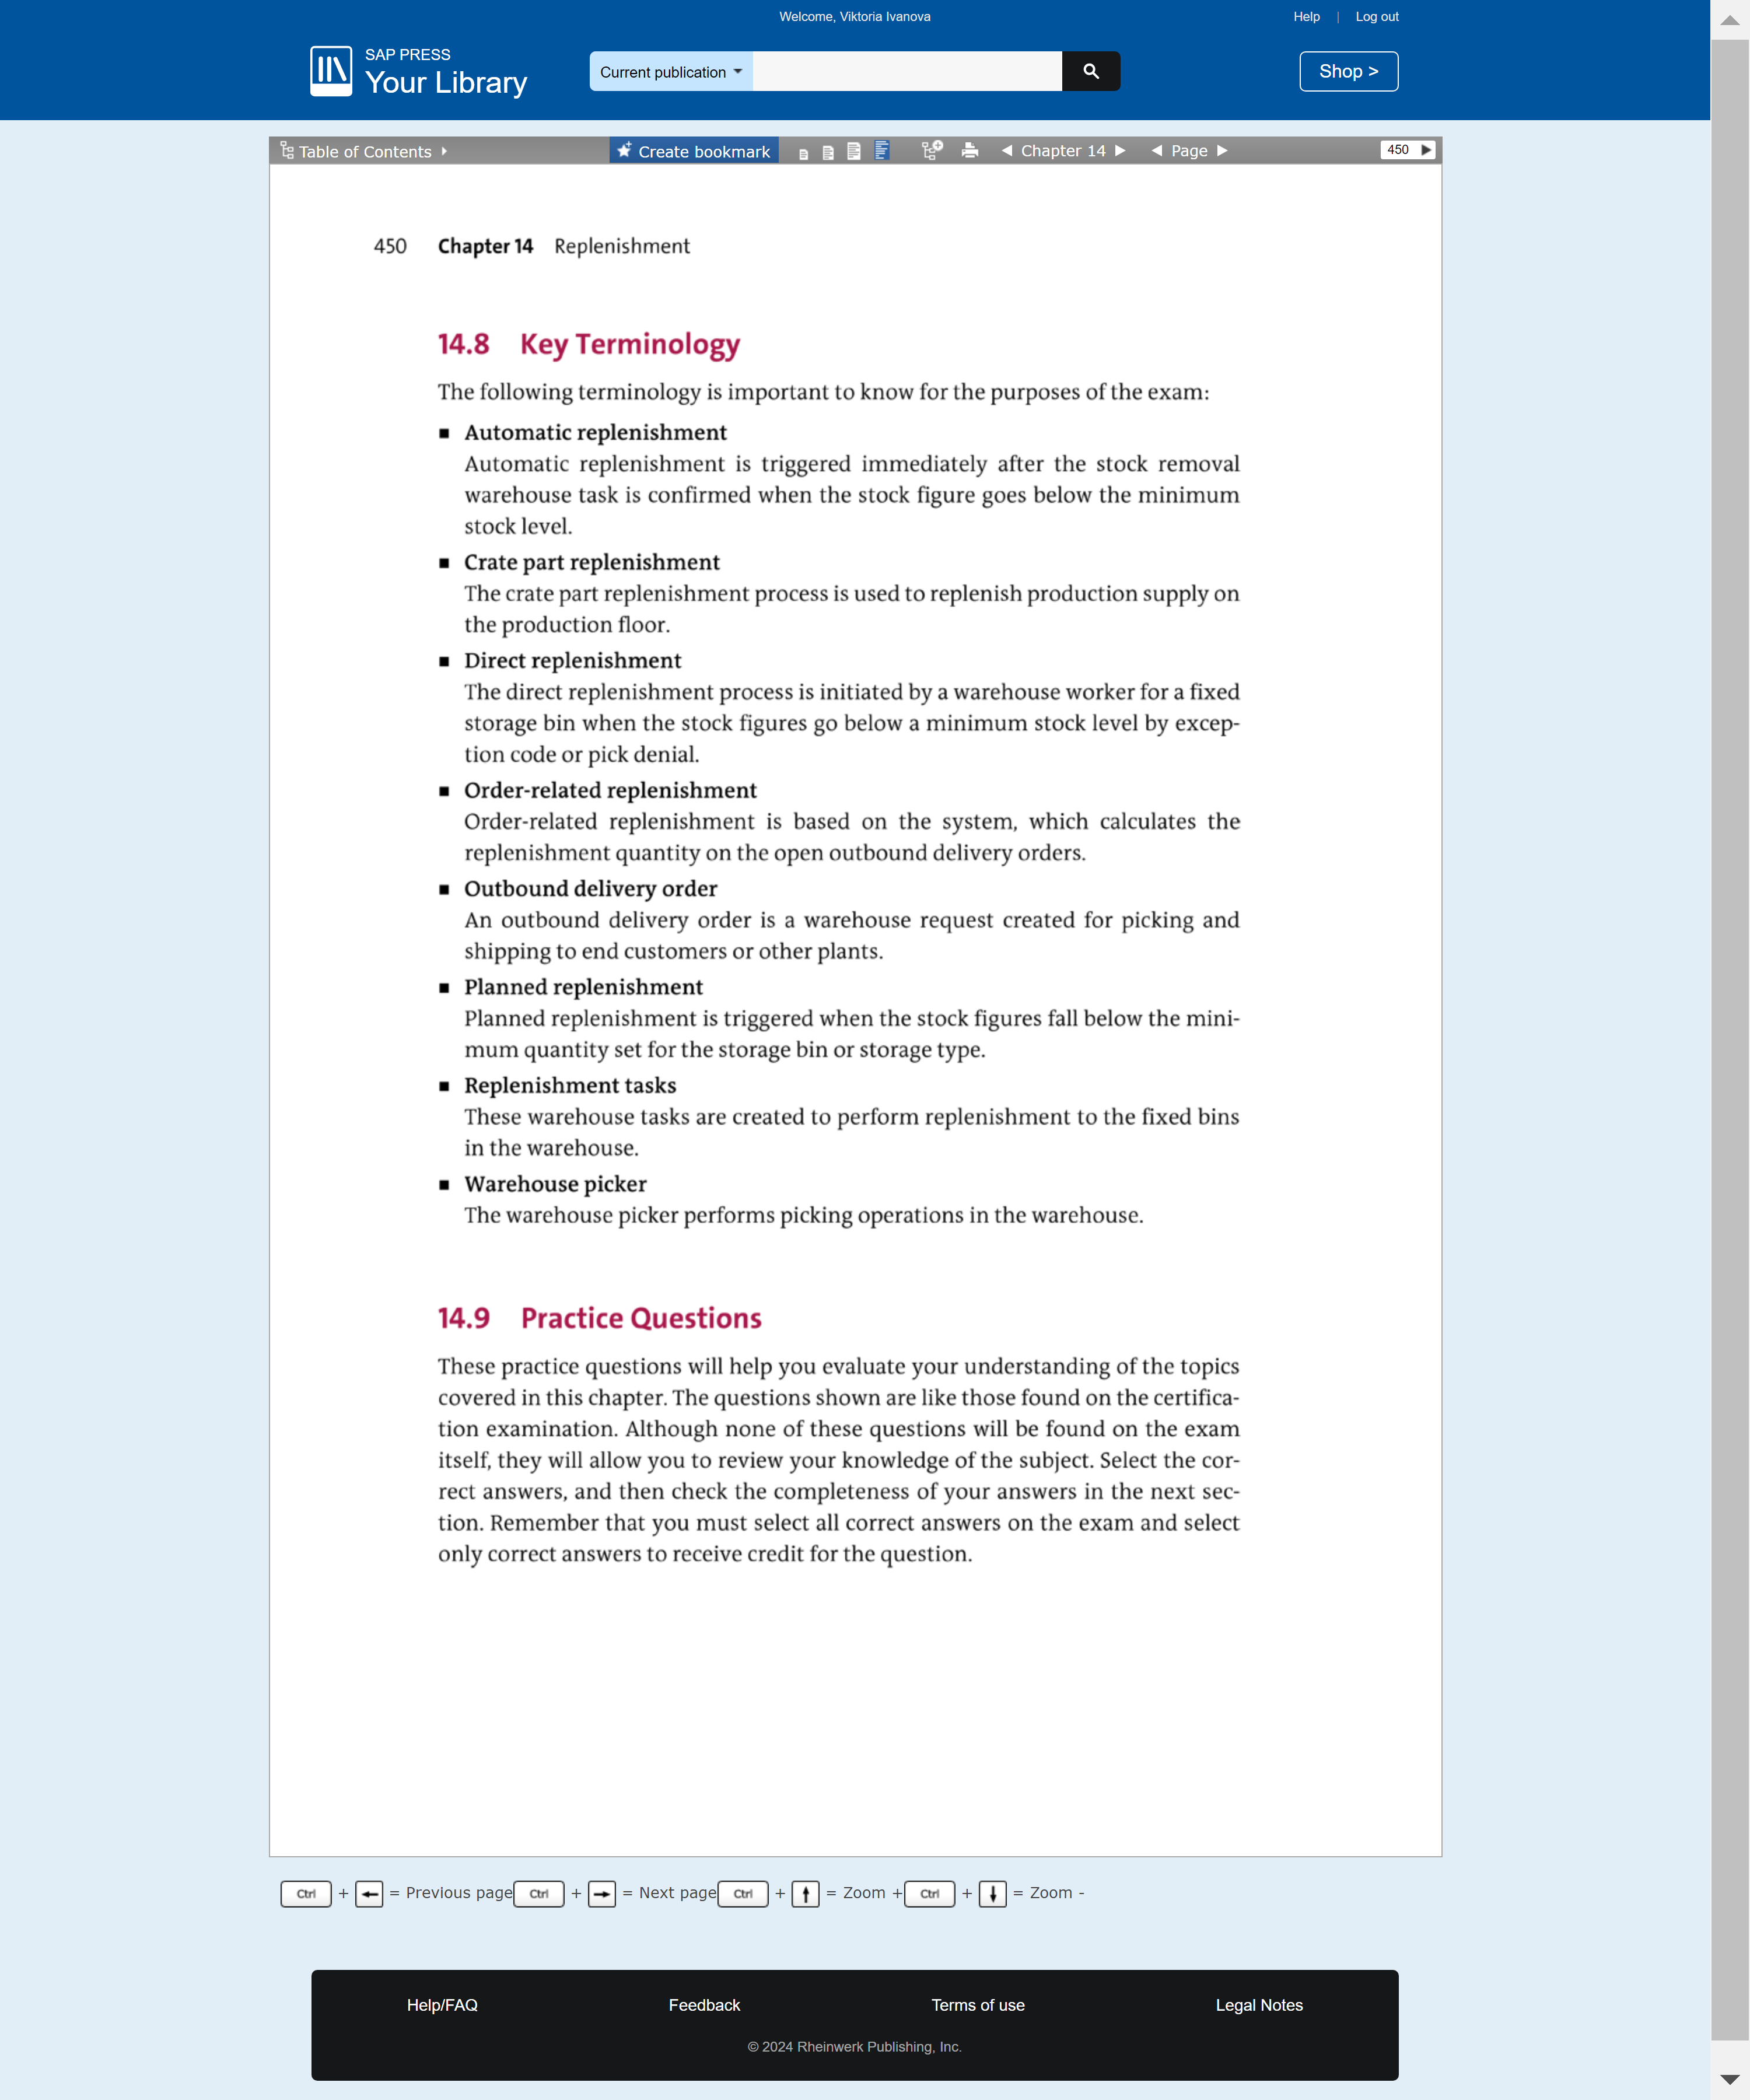 Welcome, Viktoria Ivanova
Help | Log out
SAP PRESS
Your Library
Current publication
Shop >
Table of Contents
Create bookmark
Chapter 14
Page
450
450 Chapter 14 Replenishment
14.8 Key Terminology
The following terminology is important to know for the purposes of the exam:
■ Automatic replenishment
Automatic replenishment is triggered immediately after the stock removal
warehouse task is confirmed when the stock figure goes below the minimum
stock level.
■ Crate part replenishment
The crate part replenishment process is used to replenish production supply on
the production floor.
■ Direct replenishment
The direct replenishment process is initiated by a warehouse worker for a fixed
storage bin when the stock figures go below a minimum stock level by excep-
tion code or pick denial.
■ Order-related replenishment
Order-related replenishment is based on the system, which calculates the
replenishment quantity on the open outbound delivery orders.
■ Outbound delivery order
An outbound delivery order is a warehouse request created for picking and
shipping to end customers or other plants.
■ Planned replenishment
Planned replenishment is triggered when the stock figures fall below the mini-
mum quantity set for the storage bin or storage type.
■ Replenishment tasks
These warehouse tasks are created to perform replenishment to the fixed bins
in the warehouse.
■ Warehouse picker
The warehouse picker performs picking operations in the warehouse.
14.9 Practice Questions
These practice questions will help you evaluate your understanding of the topics
covered in this chapter. The questions shown are like those found on the certifica-
tion examination. Although none of these questions will be found on the exam
itself, they will allow you to review your knowledge of the subject. Select the cor-
rect answers, and then check the completeness of your answers in the next sec-
tion. Remember that you must select all correct answers on the exam and select
only correct answers to receive credit for the question.
Ctrl + ← = Previous page Ctrl + → = Next page Ctrl + ↑ = Zoom + Ctrl + ↓ = Zoom -
Help/FAQ
Feedback
Terms of use
Legal Notes
© 2024 Rheinwerk Publishing, Inc.